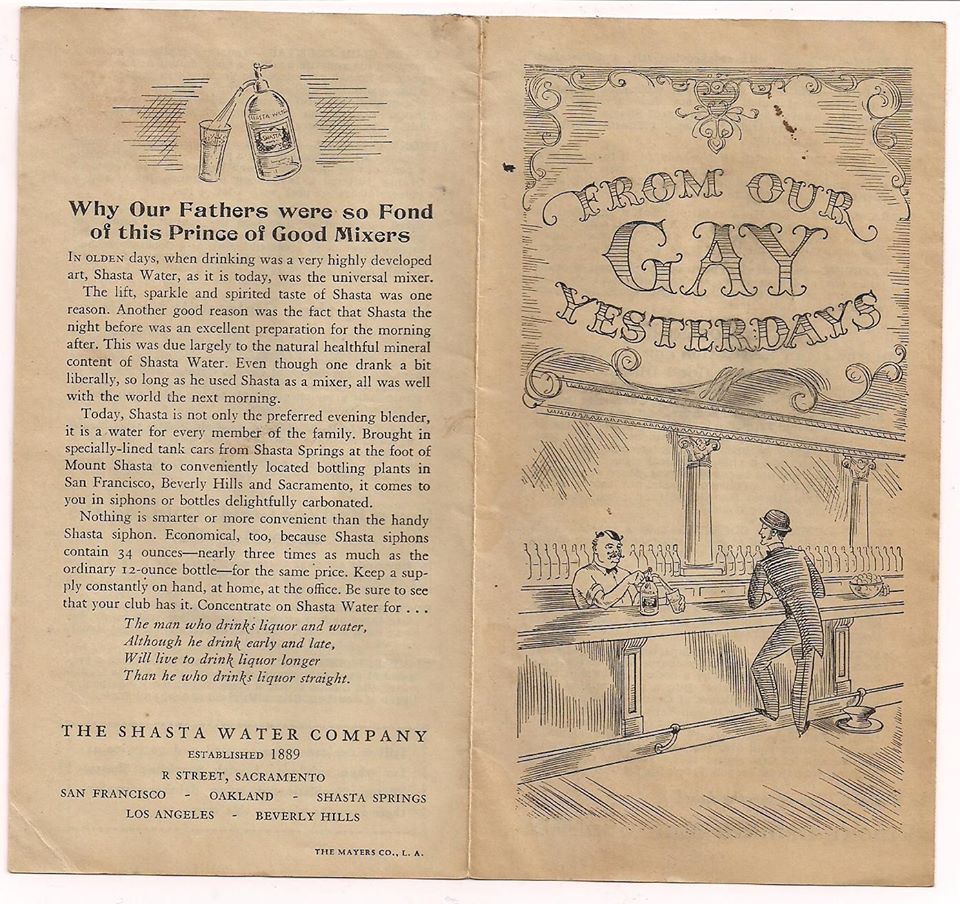 SHASTA WATER
SHASTA
Why Our Fathers were so Fond
of this Prince of Good Mixers
IN OLDEN days, when drinking was a very highly developed
art, Shasta Water, as it is today, was the universal mixer.
The lift, sparkle and spirited taste of Shasta was one
reason. Another good reason was the fact that Shasta the
night before was an excellent preparation for the morning
after. This was due largely to the natural healthful mineral
content of Shasta Water. Even though one drank a bit
liberally, so long as he used Shasta as a mixer, all was well
with the world the next morning.
Today, Shasta is not only the preferred evening blender,
it is a water for every member of the family. Brought in
specially-lined tank cars from Shasta Springs at the foot of
Mount Shasta to conveniently located bottling plants in
San Francisco, Beverly Hills and Sacramento, it comes to
you in siphons or bottles delightfully carbonated.
Nothing is smarter or more convenient than the handy
Shasta siphon. Economical, too, because Shasta siphons
contain 34 ounces—nearly three times as much as the
ordinary 12-ounce bottle—for the same price. Keep a sup-
ply constantly on hand, at home, at the office. Be sure to see
that your club has it. Concentrate on Shasta Water for . . .
The man who drinks liquor and water,
Although he drink early and late,
Will live to drink liquor longer
Than he who drinks liquor straight.
THE SHASTA WATER COMPANY
ESTABLISHED 1889
R STREET, SACRAMENTO
SAN FRANCISCO - OAKLAND - SHASTA SPRINGS
LOS ANGELES - BEVERLY HILLS
THE MAYERS CO., L. A.
FROM OUR
GAY
YESTERDAYS